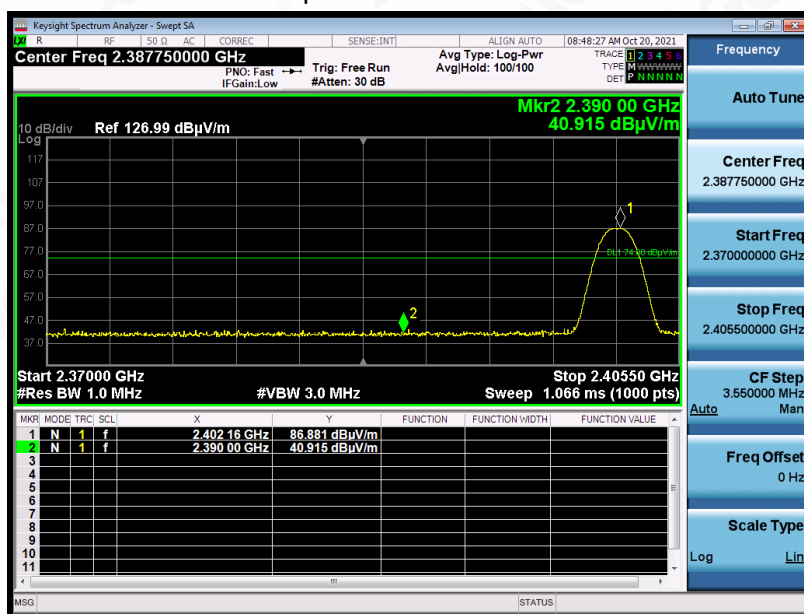 Keysight Spectrum Analyzer - Swept SA
LXI R RF 50 Ω AC CORREC SENSE:INT ALIGN AUTO 08:48:27 AM Oct 20, 2021
Center Freq 2.387750000 GHz
PNO: Fast
IFGain:Low
Trig: Free Run
#Atten: 30 dB
Avg Type: Log-Pwr
Avg|Hold: 100/100
TRACE 1 2 3 4 5 6
TYPE M WWWWW
DET P N N N N N
Mkr2 2.390 00 GHz
40.915 dBµV/m
10 dB/div Ref 126.99 dBµV/m
Log
117
107
97.0
87.0
77.0
67.0
57.0
47.0
37.0
1
DL1 74.00 dBµV/m
2
Start 2.37000 GHz Stop 2.40550 GHz
#Res BW 1.0 MHz #VBW 3.0 MHz Sweep 1.066 ms (1000 pts)
MKR MODE TRC SCL X Y FUNCTION FUNCTION WIDTH FUNCTION VALUE
1 N 1 f 2.402 16 GHz 86.881 dBµV/m
2 N 1 f 2.390 00 GHz 40.915 dBµV/m
3
4
5
6
7
8
9
10
11
MSG STATUS
Frequency
Auto Tune
Center Freq
2.387750000 GHz
Start Freq
2.370000000 GHz
Stop Freq
2.405500000 GHz
CF Step
3.550000 MHz
Auto Man
Freq Offset
0 Hz
Scale Type
Log Lin